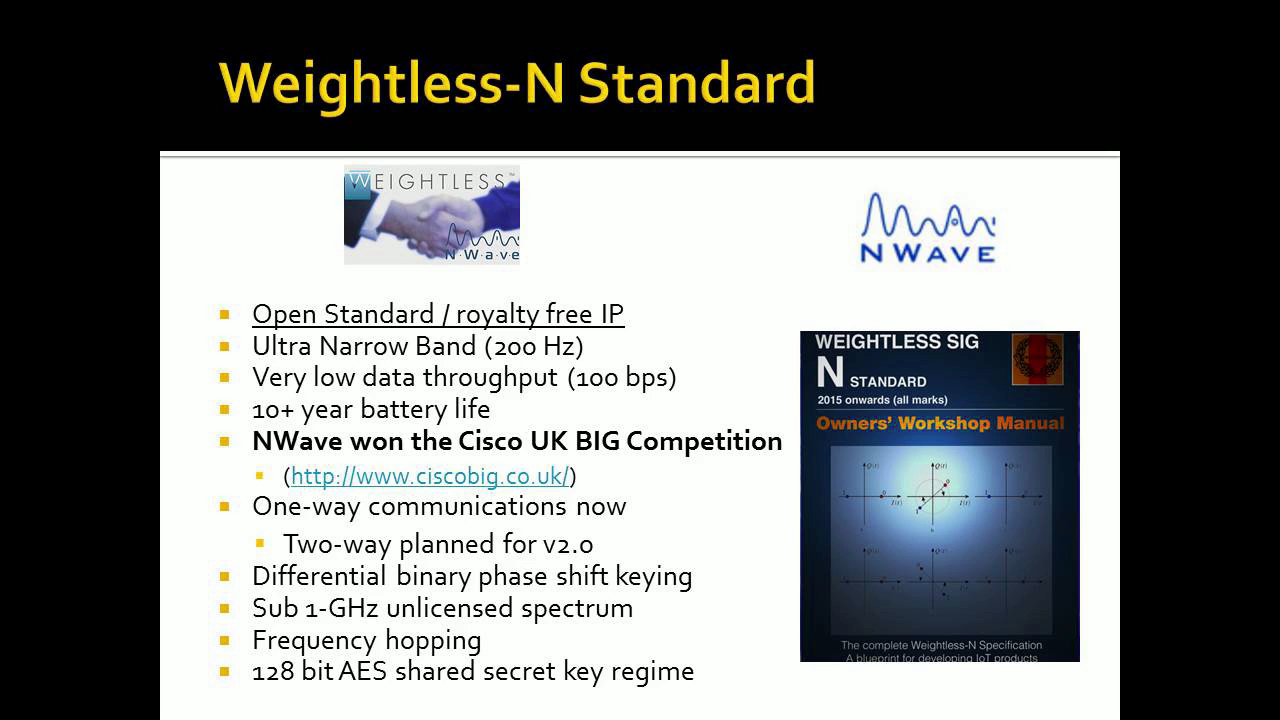 Weightless-N Standard
WEIGHTLESS™
N·W·a·v·e
NWAVE
Open Standard / royalty free IP
Ultra Narrow Band (200 Hz)
Very low data throughput (100 bps)
10+ year battery life
NWave won the Cisco UK BIG Competition
(http://www.ciscobig.co.uk/)
One-way communications now
Two-way planned for v2.0
Differential binary phase shift keying
Sub 1-GHz unlicensed spectrum
Frequency hopping
128 bit AES shared secret key regime
WEIGHTLESS SIG
N STANDARD
2015 onwards (all marks)
Owners' Workshop Manual
Q(t) Q(t) Q(t)
I(t) I(t)
The complete Weightless-N Specification
A blueprint for developing IoT products